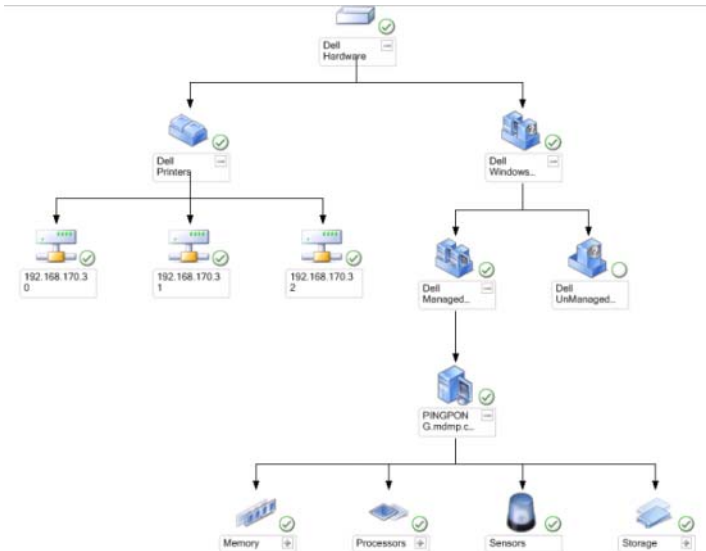 Dell
Hardware
Dell
Printers
Dell
Windows..
192.168.170.3
0
192.168.170.3
1
192.168.170.3
2
Dell
Managed..
Dell
UnManaged..
PINGPON
G.mdmp.c..
Memory
Processors
Sensors
Storage